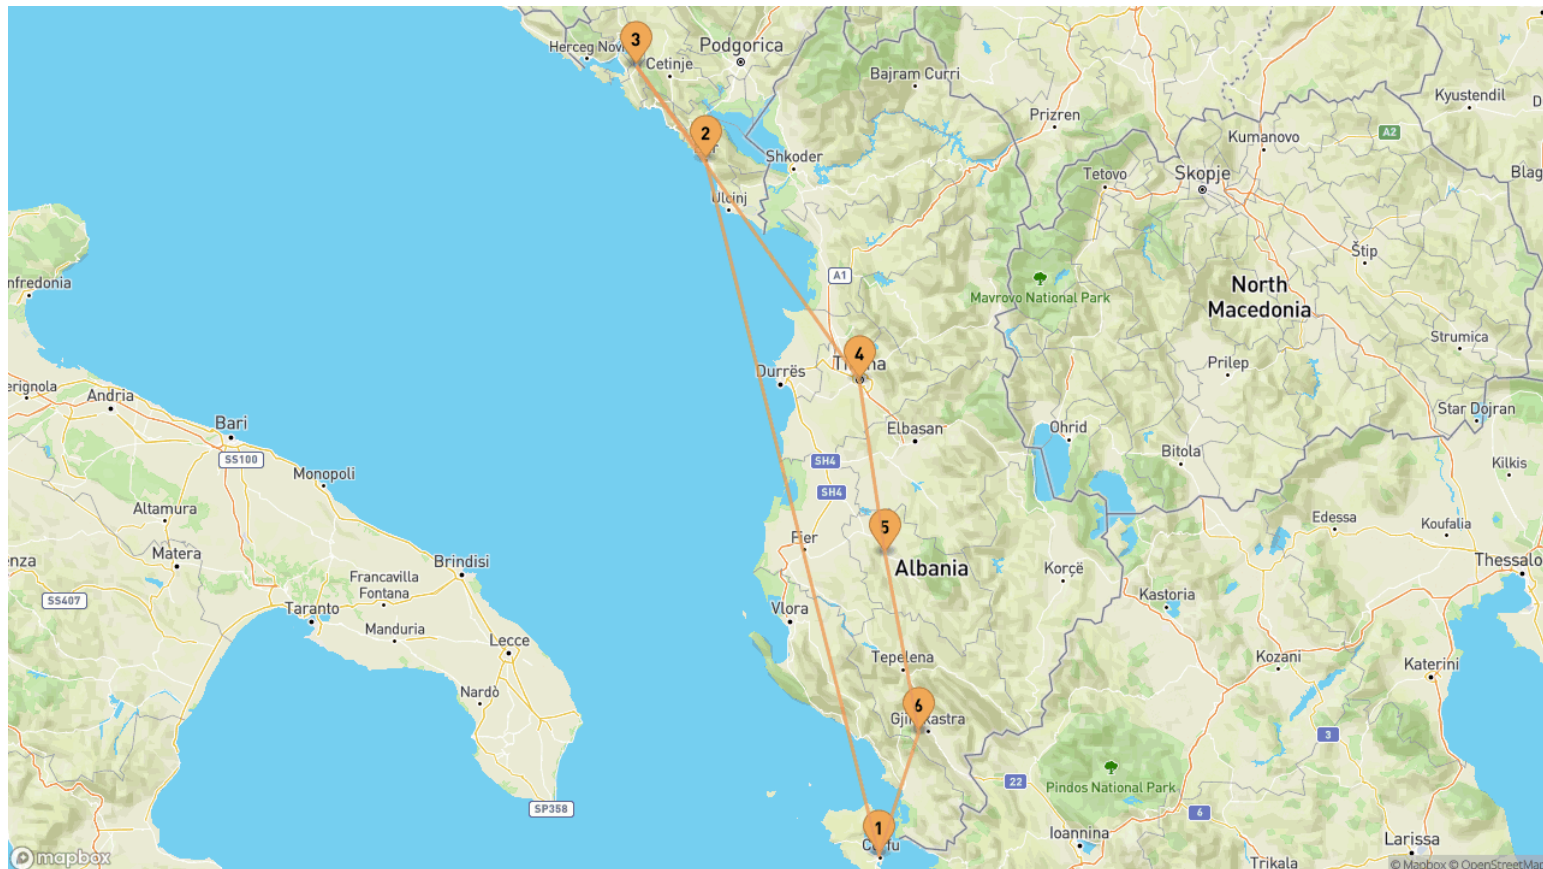 3
Herceg Novi
Podgorica
Cetinje
Bajram Curri
Kyustendil
Prizren
A2
Kumanovo
2
Shkoder
Tetovo
Skopje
Blag
Ulcinj
Štip
A1
nfredonia
Mavrovo National Park
North
Macedonia
Strumica
4
Tirana
Durrës
Prilep
erignola
Andria
Star Dojran
Bari
Elbasan
Ohrid
SS100
SH4
Bitola
Monopoli
Kilkis
SH4
Altamura
5
Edessa
Koufalia
Fier
enza
Matera
Brindisi
Albania
Korçë
Thessalo
Francavilla
Fontana
SS407
Taranto
Vlora
Kastoria
Manduria
Lecce
Tepelena
Kozani
Katerini
Nardò
6
Gjirokastra
3
22
Pindos National Park
SP358
6
1
Corfu
Ioannina
Larissa
mapbox
Trikala
© Mapbox © OpenStreetMap